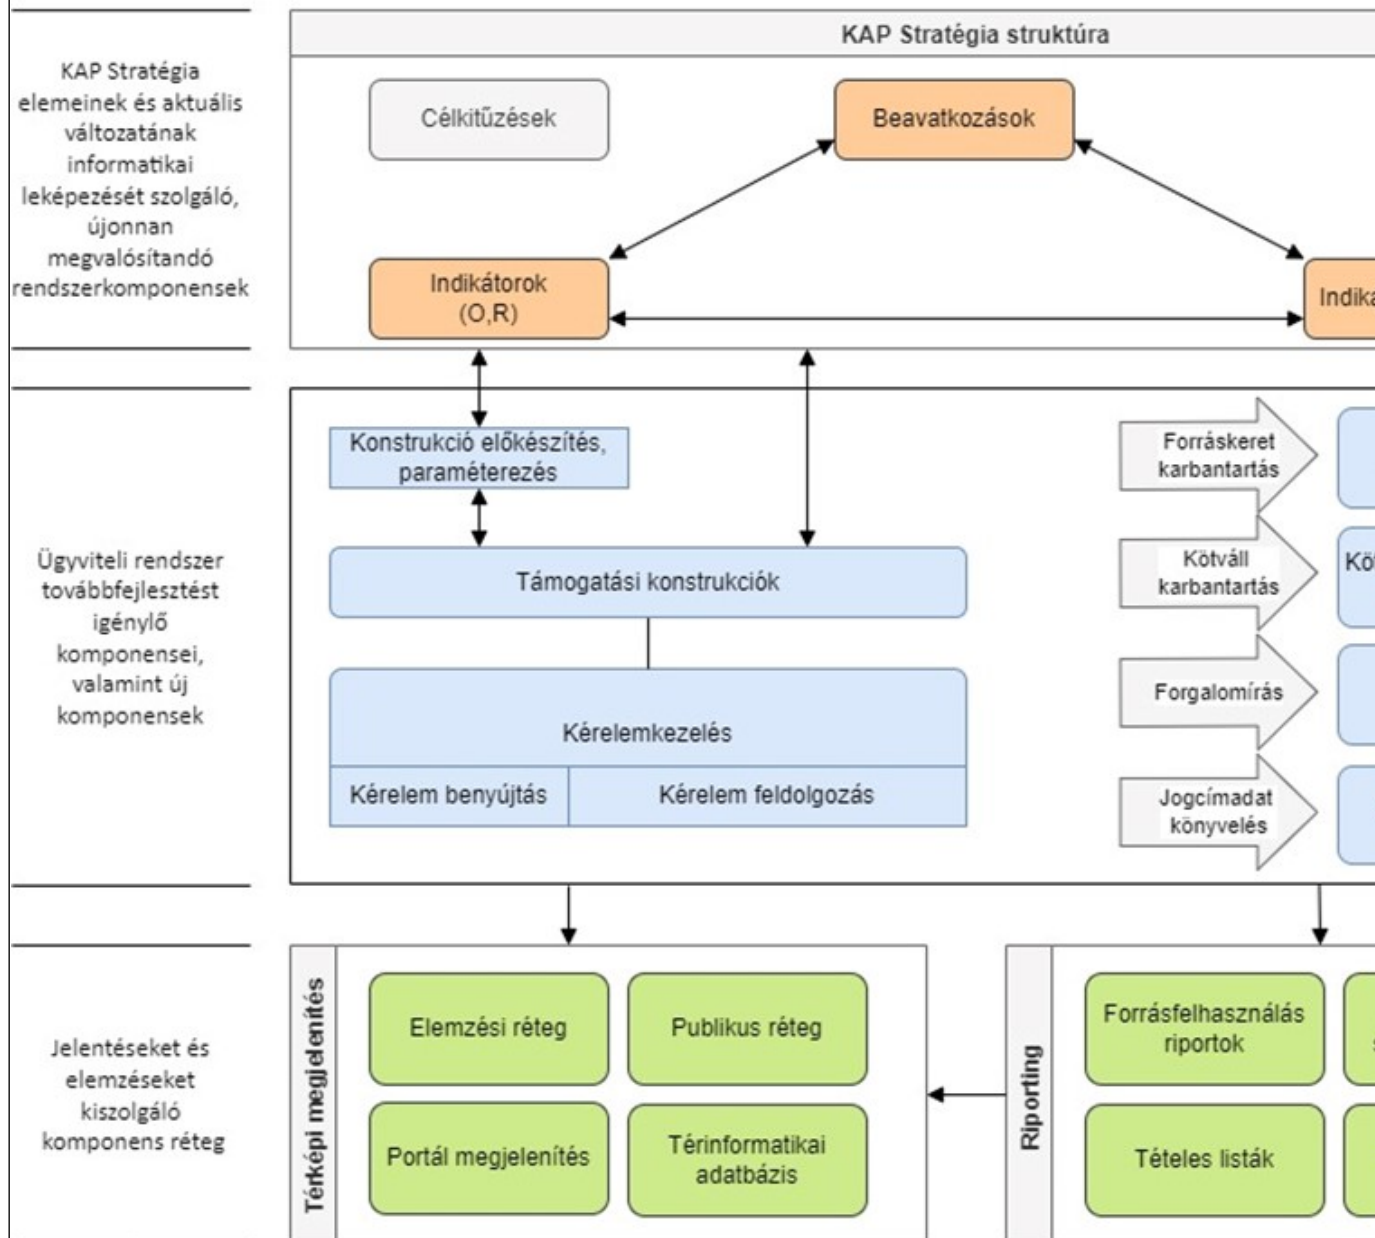 KAP Stratégia
elemeinek és aktuális
változatának
informatikai
leképezését szolgáló,
újonnan
megvalósítandó
rendszerkomponensek
KAP Stratégia struktúra
Célkitűzések
Beavatkozások
Indikátorok
(O,R)
Ügyviteli rendszer
továbbfejlesztést
igénylő
komponensei,
valamint új
komponensek
Konstrukció előkészítés,
paraméterezés
Támogatási konstrukciók
Kérelemkezelés
Kérelem benyújtás
Kérelem feldolgozás
Forráskeret
karbantartás
Kötváll
karbantartás
Forgalomírás
Jogcímadat
könyvelés
Jelentéseket és
elemzéseket
kiszolgáló
komponens réteg
Térképi megjelenítés
Elemzési réteg
Publikus réteg
Portál megjelenítés
Térinformatikai
adatbázis
Riporting
Forrásfelhasználás
riportok
Tételes listák